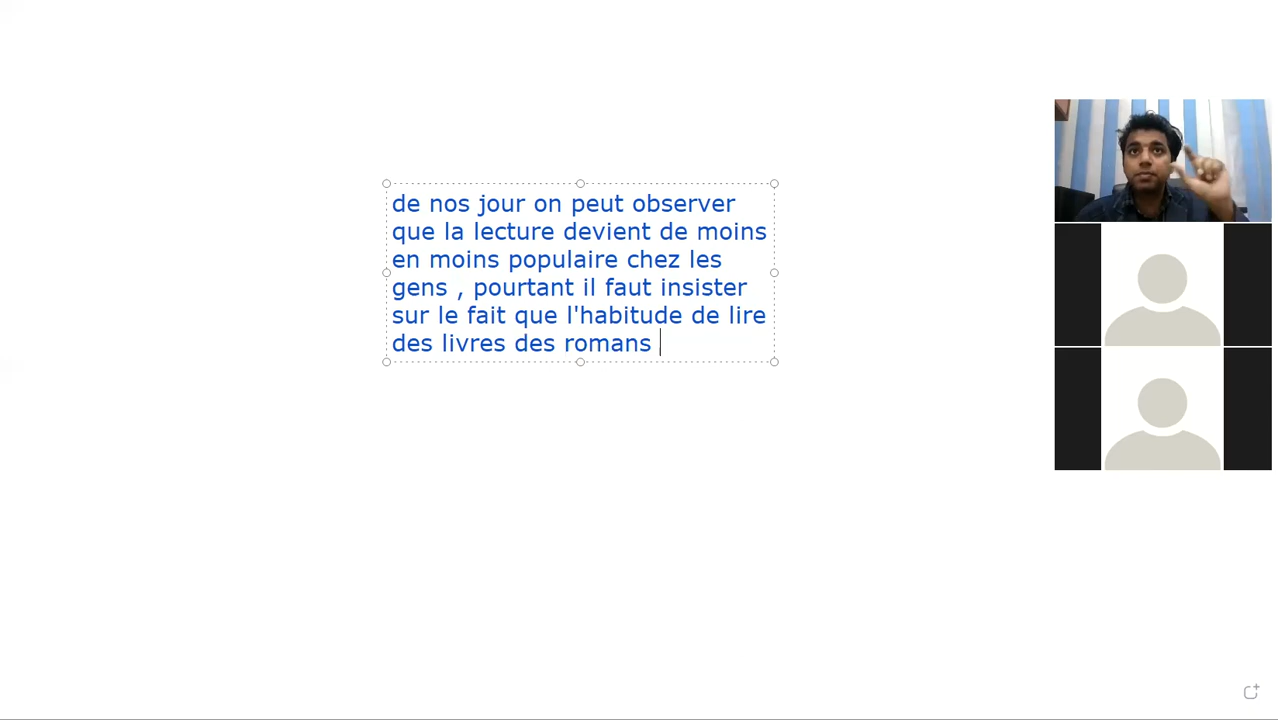 de nos jour on peut observer
que la lecture devient de moins
en moins populaire chez les
gens , pourtant il faut insister
sur le fait que l'habitude de lire
des livres des romans